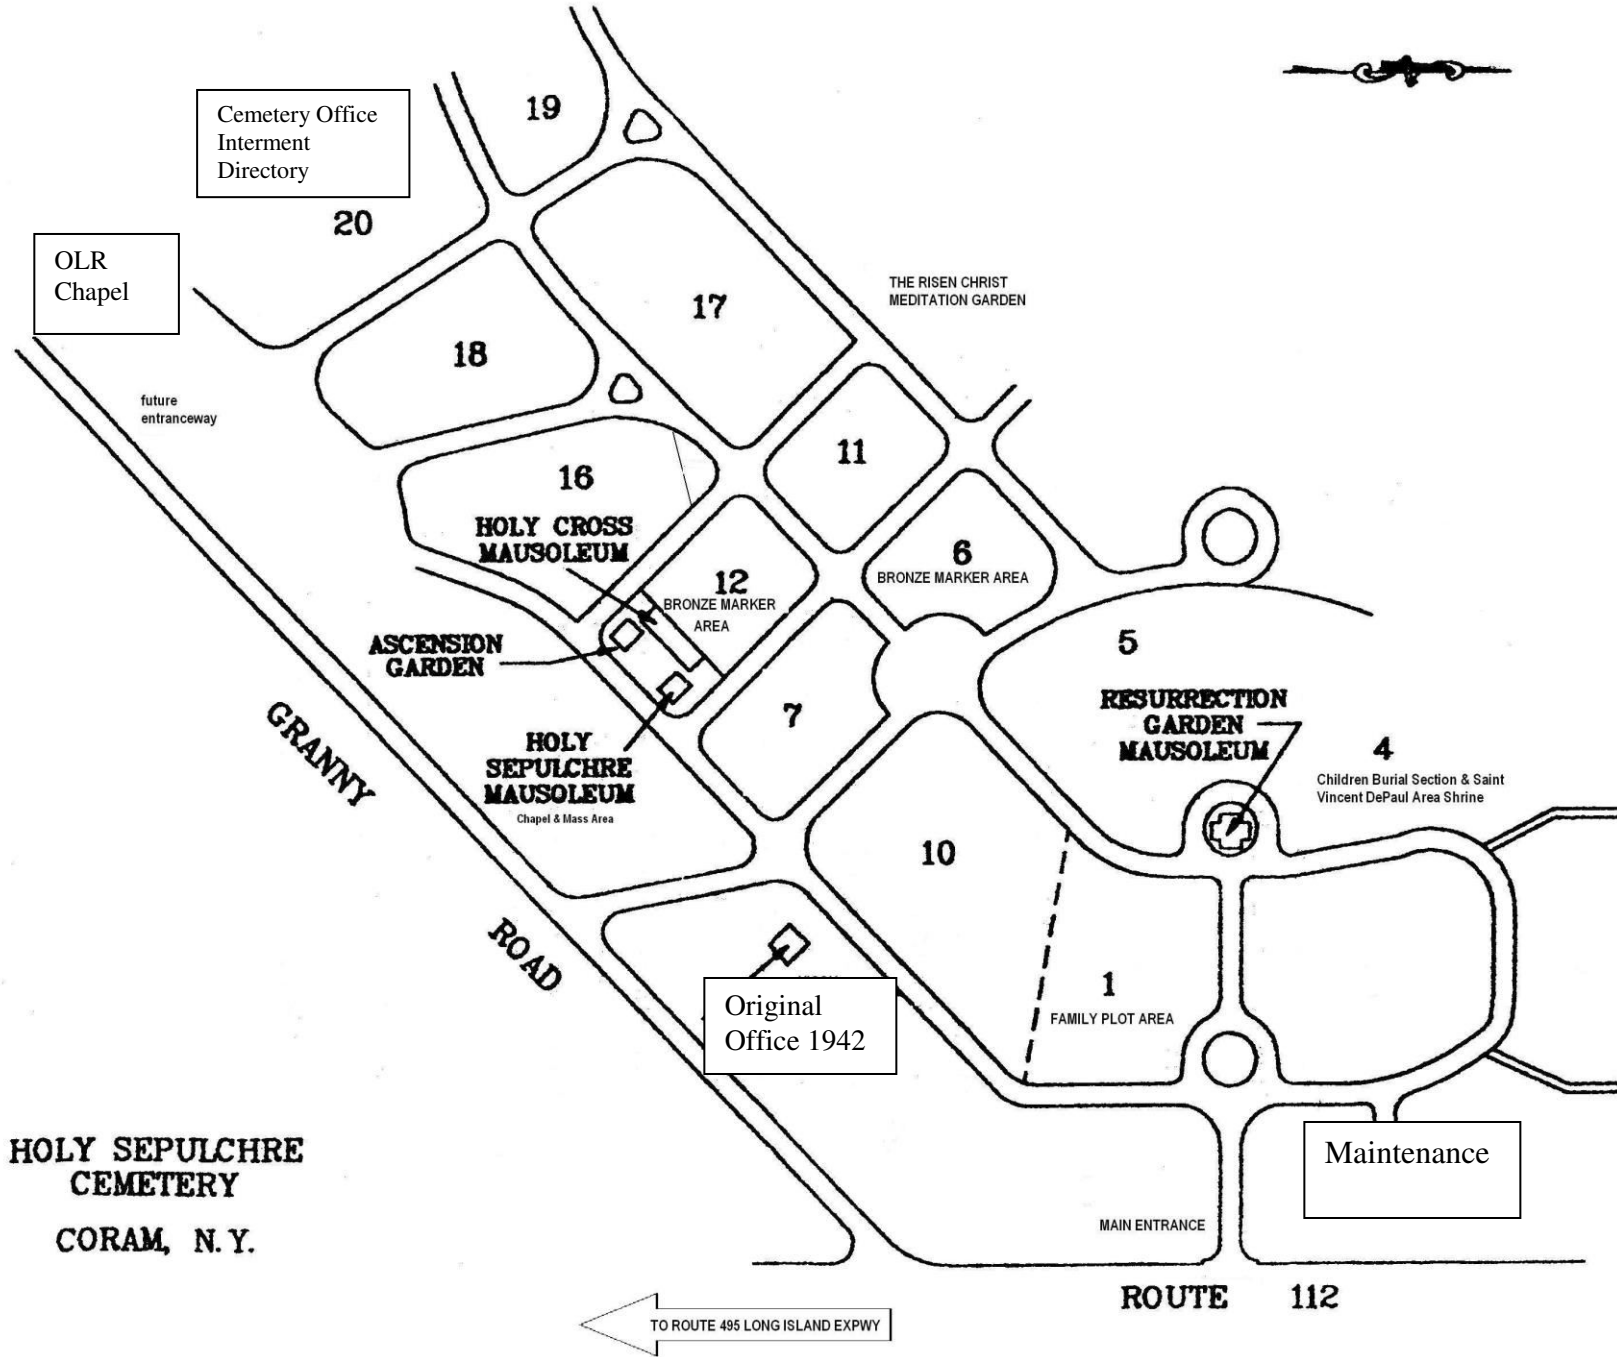 19
Cemetery Office
Interment
Directory
20
OLR
Chapel
THE RISEN CHRIST
MEDITATION GARDEN
17
18
future
entranceway
11
16
HOLY CROSS
MAUSOLEUM
6
BRONZE MARKER AREA
12
BRONZE MARKER
AREA
ASCENSION
GARDEN
5
RESURRECTION
GARDEN
MAUSOLEUM
7
4
Children Burial Section & Saint
Vincent DePaul Area Shrine
HOLY
SEPULCHRE
MAUSOLEUM
Chapel & Mass Area
GRANNY
ROAD
10
1
FAMILY PLOT AREA
Original
Office 1942
Maintenance
HOLY SEPULCHRE
CEMETERY
CORAM, N.Y.
MAIN ENTRANCE
ROUTE 112
TO ROUTE 495 LONG ISLAND EXPWY